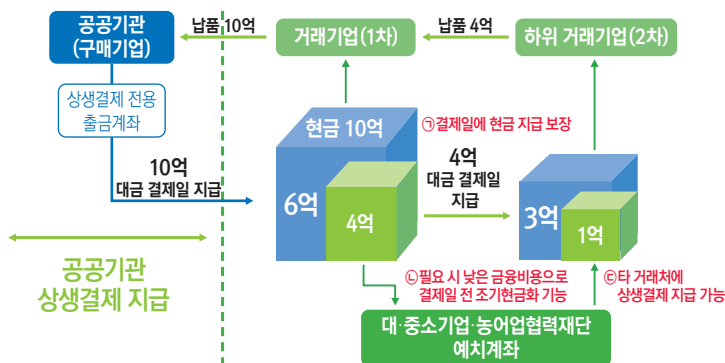 공공기관
(구매기업)
납품 10억
거래기업(1차)
납품 4억
하위 거래기업(2차)
상생결제 전용
출금계좌
현금 10억
㉠결제일에 현금 지급 보장
10억
대금 결제일 지급
6억
4억
4억
대금 결제일
지급
3억
1억
공공기관
상생결제 지급
㉡필요 시 낮은 금융비용으로
결제일 전 조기현금화 기능
㉢타 거래처에
상생결제 지급 가능
대·중소기업·농어업협력재단
예치계좌